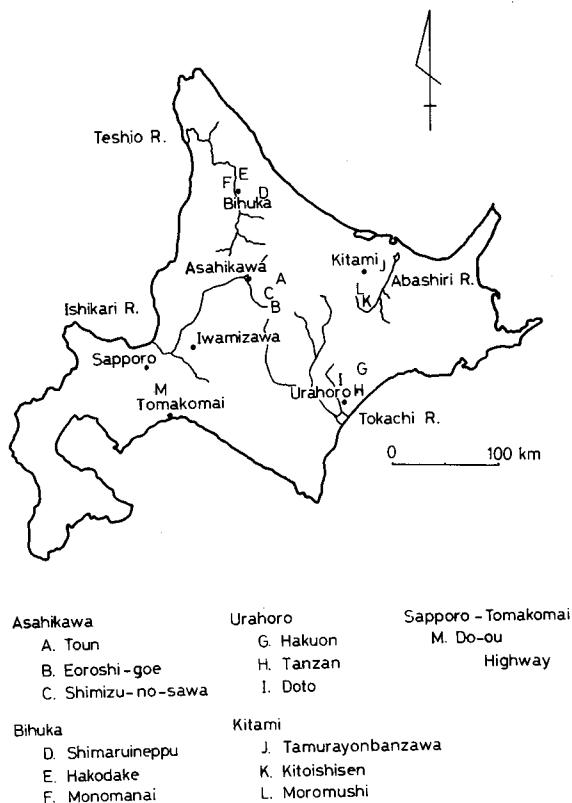 Teshio R.
E
F
D
Bihuka
Asahikawa
A
C
B
Kitami
J
Abashiri R.
L
K
Ishikari R.
Iwamizawa
Sapporo
G
I
Urahoro
H
M
Tomakomai
Tokachi R.
0 100 km
Asahikawa
A. Toun
B. Eoroshi-goe
C. Shimizu-no-sawa
Bihuka
D. Shimaruineppu
E. Hakodake
F. Monomanai
Urahoro
G. Hakuon
H. Tanzan
I. Doto
Kitami
J. Tamurayonbanzawa
K. Kitoishisen
L. Moromushi
Sapporo - Tomakomai
M. Do-ou
Highway